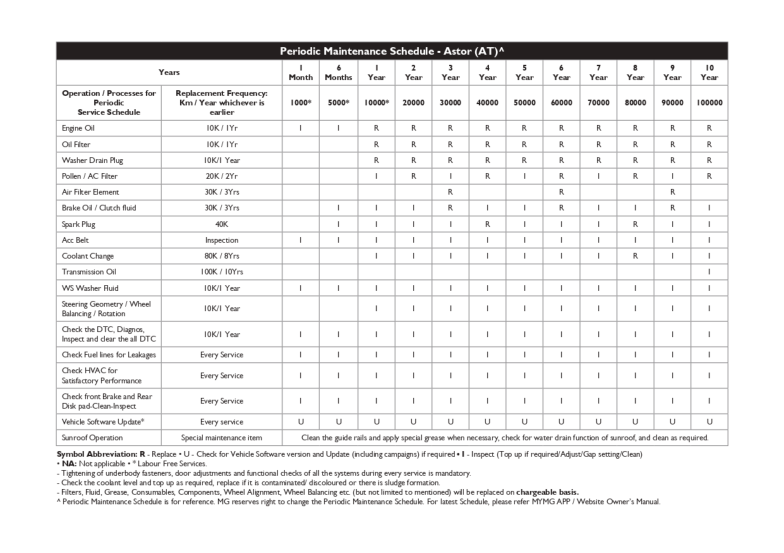 Periodic Maintenance Schedule - Astor (AT)^
Years 1 Month 6 Months 1 Year 2 Year 3 Year 4 Year 5 Year 6 Year 7 Year 8 Year 9 Year 10 Year
Operation / Processes for Periodic Service Schedule Replacement Frequency: Km / Year whichever is earlier 1000* 5000* 10000* 20000 30000 40000 50000 60000 70000 80000 90000 100000
Engine Oil 10K / 1Yr I I R R R R R R R R R R
Oil Filter 10K / 1Yr R R R R R R R R R R
Washer Drain Plug 10K/1 Year R R R R R R R R R R
Pollen / AC Filter 20K / 2Yr I R I R I R I R I R
Air Filter Element 30K / 3Yrs R R R
Brake Oil / Clutch fluid 30K / 3Yrs I I I R I I R I I R I
Spark Plug 40K I I I I R I I I R I I
Acc Belt Inspection I I I I I I I I I I I I
Coolant Change 80K / 8Yrs I I I I I I I R I I
Transmission Oil 100K / 10Yrs I
WS Washer Fluid 10K/1 Year I I I I I I I I I I I I
Steering Geometry / Wheel Balancing / Rotation 10K/1 Year I I I I I I I I I I
Check the DTC, Diagnos, Inspect and clear the all DTC 10K/1 Year I I I I I I I I I I I I
Check Fuel lines for Leakages Every Service I I I I I I I I I I I I
Check HVAC for Satisfactory Performance Every Service I I I I I I I I I I I I
Check front Brake and Rear Disk pad-Clean-Inspect Every Service I I I I I I I I I I I I
Vehicle Software Update* Every service U U U U U U U U U U U U
Sunroof Operation Special maintenance item Clean the guide rails and apply special grease when necessary, check for water drain function of sunroof, and clean as required.
Symbol Abbreviation: R - Replace • U - Check for Vehicle Software version and Update (including campaigns) if required • I - Inspect (Top up if required/Adjust/Gap setting/Clean)
• NA: Not applicable • * Labour Free Services.
- Tightening of underbody fasteners, door adjustments and functional checks of all the systems during every service is mandatory.
- Check the coolant level and top up as required, replace if it is contaminated/ discoloured or there is sludge formation.
- Filters, Fluid, Grease, Consumables, Components, Wheel Alignment, Wheel Balancing etc. (but not limited to mentioned) will be replaced on chargeable basis.
^ Periodic Maintenance Schedule is for reference. MG reserves right to change the Periodic Maintenance Schedule. For latest Schedule, please refer MYMG APP / Website Owner's Manual.